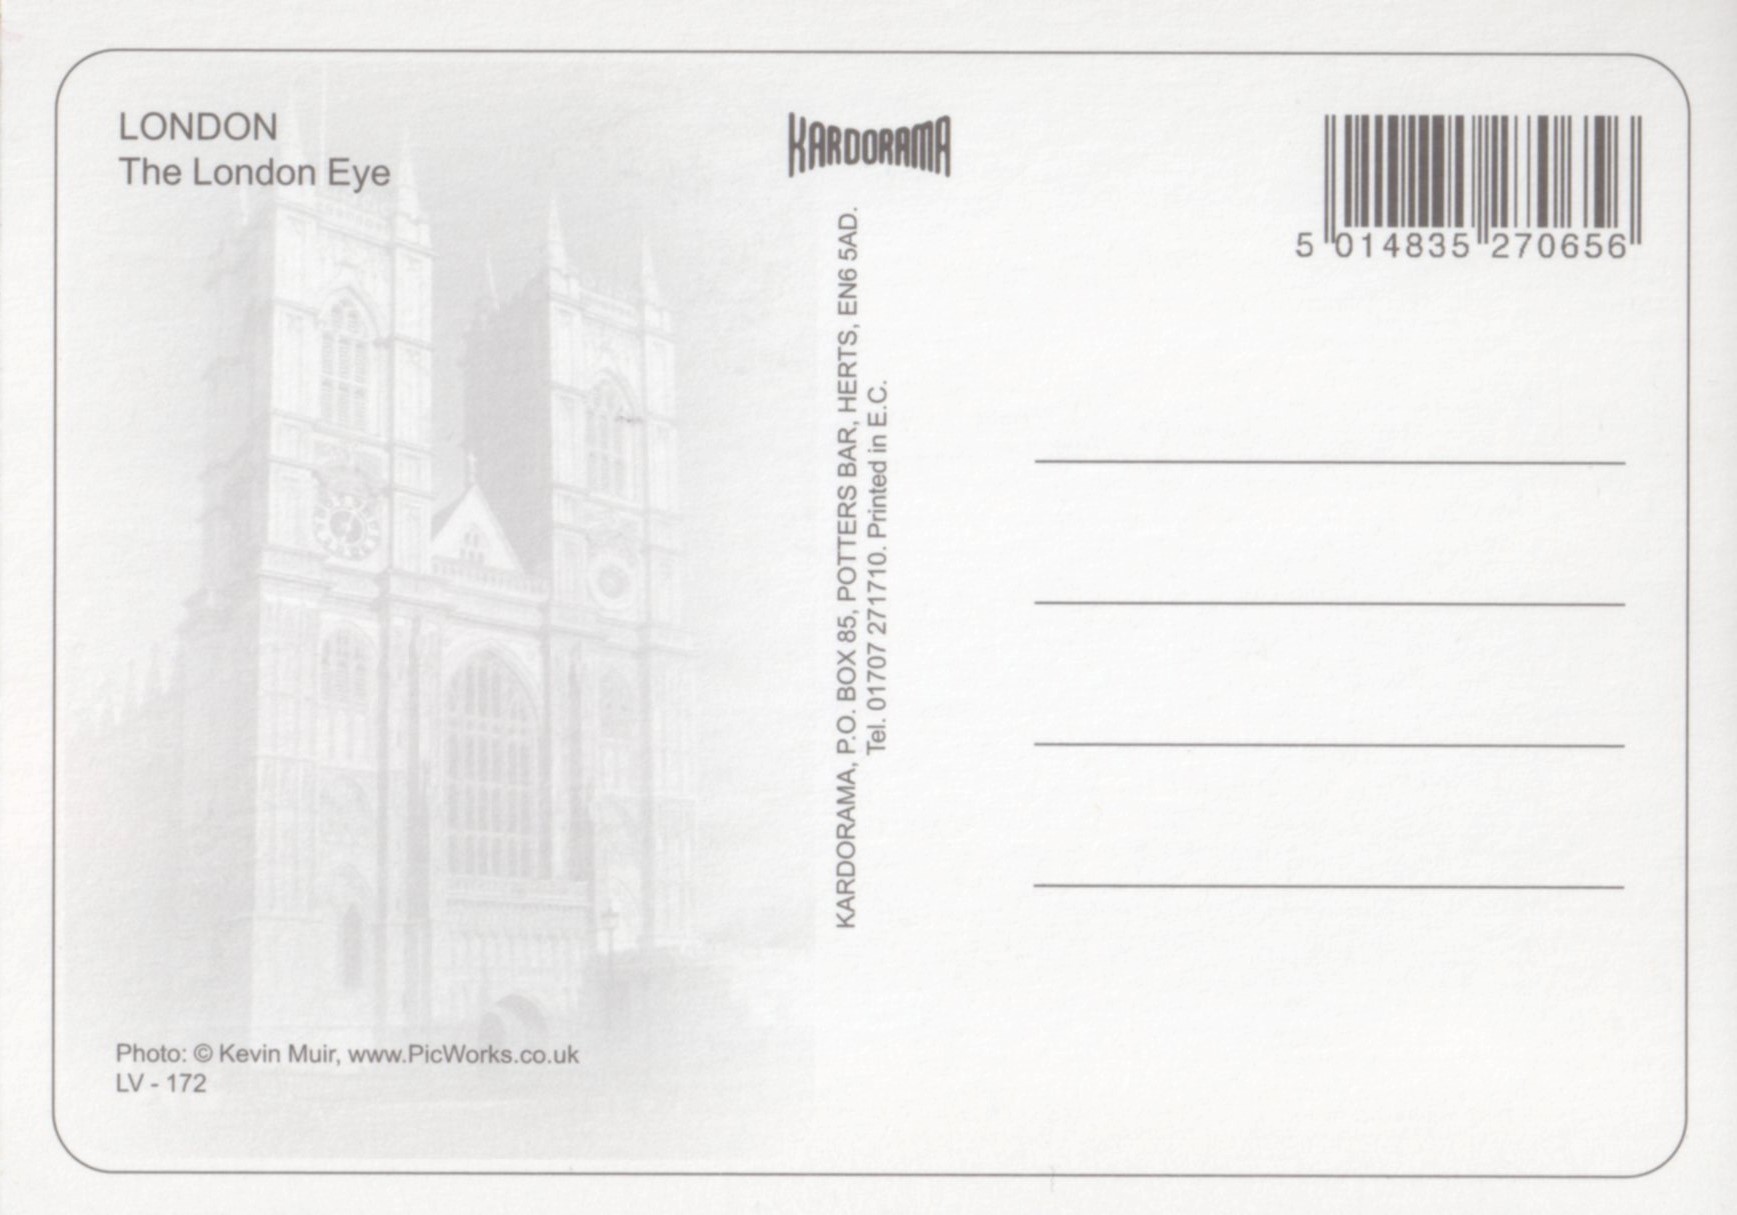 LONDON
The London Eye
KARDORAMA
KARDORAMA, P.O. BOX 85, POTTERS BAR, HERTS, EN6 5AD.
Tel. 01707 271710. Printed in E.C.
5 014835 270656
Photo: © Kevin Muir, www.PicWorks.co.uk
LV - 172